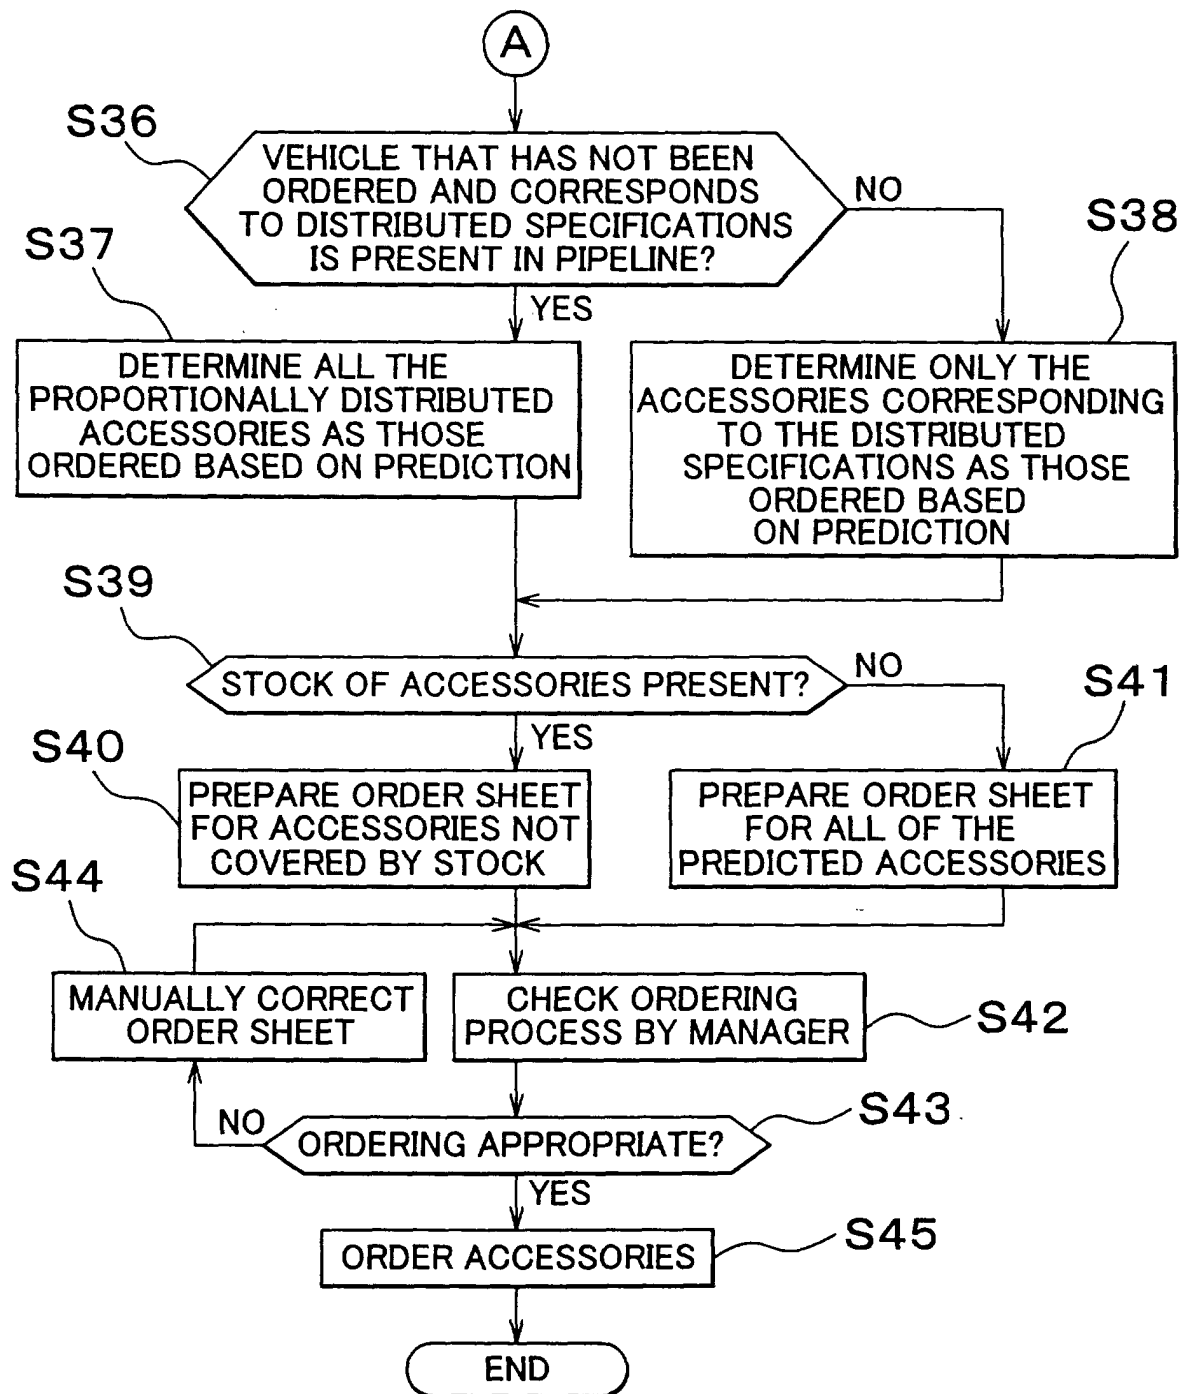 A
S36
VEHICLE THAT HAS NOT BEEN
ORDERED AND CORRESPONDS
TO DISTRIBUTED SPECIFICATIONS
IS PRESENT IN PIPELINE?
NO
YES
S37
DETERMINE ALL THE
PROPORTIONALLY DISTRIBUTED
ACCESSORIES AS THOSE
ORDERED BASED ON PREDICTION
S38
DETERMINE ONLY THE
ACCESSORIES CORRESPONDING
TO THE DISTRIBUTED
SPECIFICATIONS AS THOSE
ORDERED BASED
ON PREDICTION
S39
STOCK OF ACCESSORIES PRESENT?
NO
YES
S40
PREPARE ORDER SHEET
FOR ACCESSORIES NOT
COVERED BY STOCK
S41
PREPARE ORDER SHEET
FOR ALL OF THE
PREDICTED ACCESSORIES
S44
MANUALLY CORRECT
ORDER SHEET
CHECK ORDERING
PROCESS BY MANAGER
S42
NO
ORDERING APPROPRIATE?
S43
YES
ORDER ACCESSORIES
S45
END